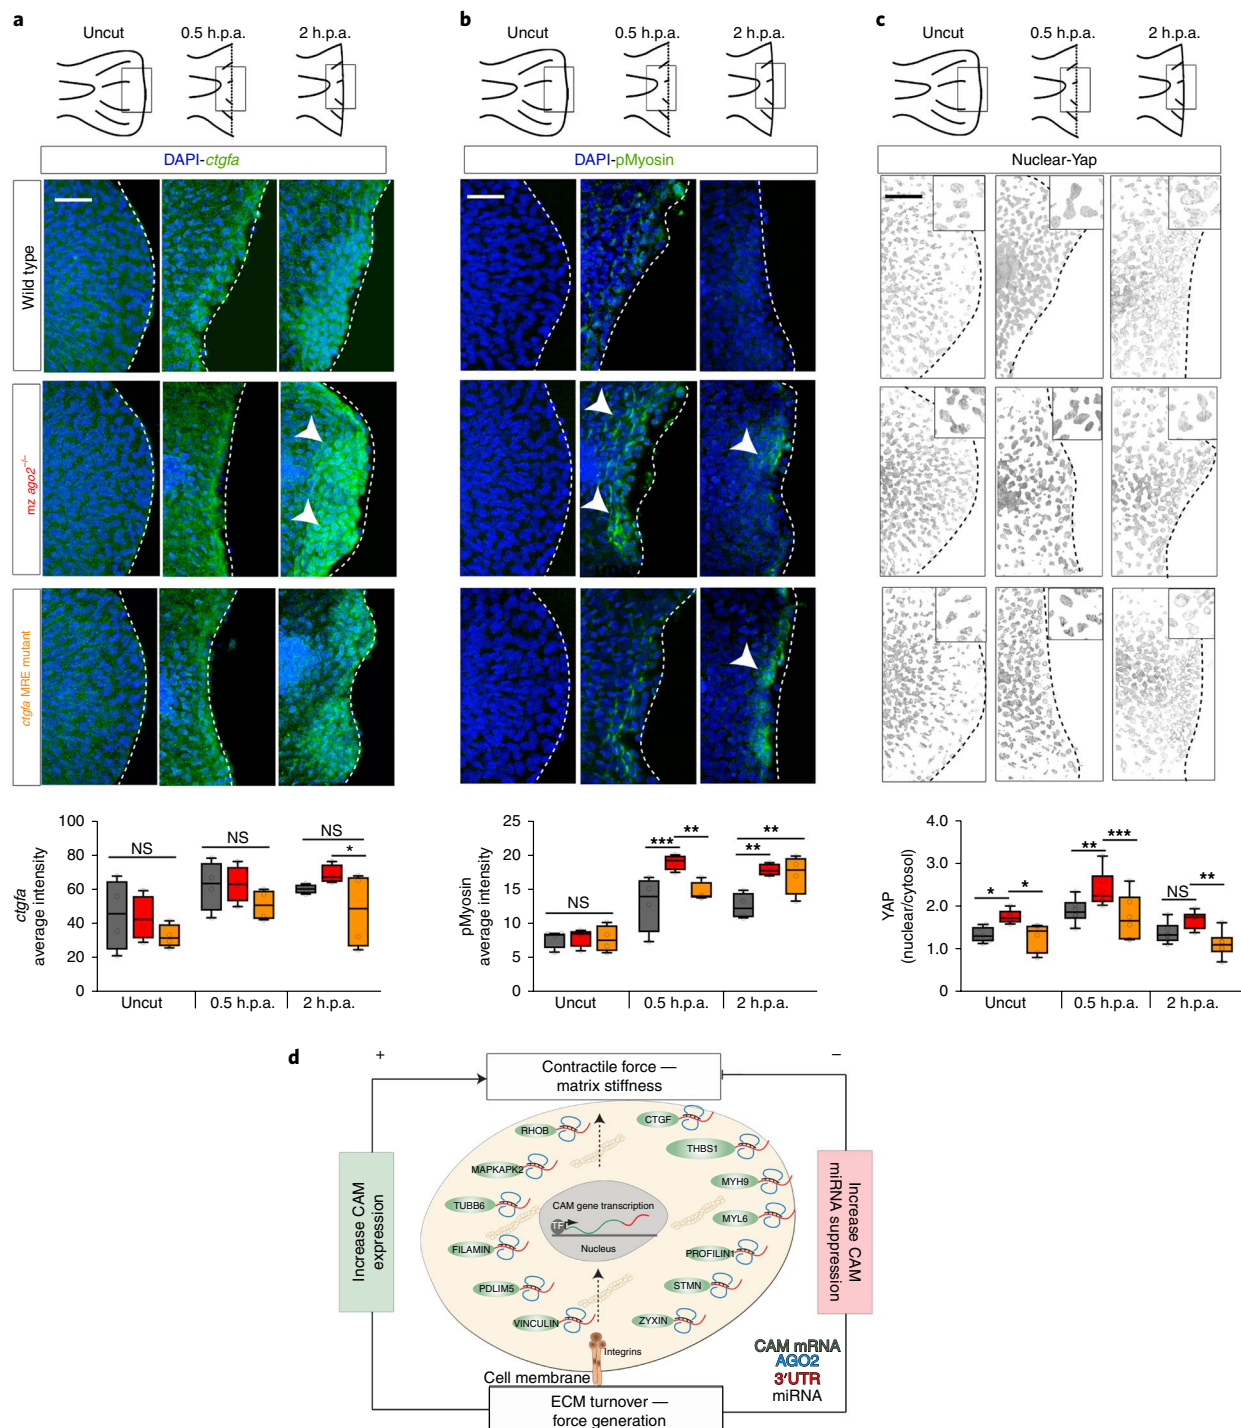 a
Uncut
0.5 h.p.a.
2 h.p.a.
DAPI-ctgfa
Wild type
mz ago2–/–
ctgfa MRE mutant
ctgfa
average intensity
100
80
60
40
20
0
NS
NS
NS
*
Uncut
0.5 h.p.a.
2 h.p.a.
b
Uncut
0.5 h.p.a.
2 h.p.a.
DAPI-pMyosin
pMyosin
average intensity
25
20
15
10
5
0
NS
***
**
**
**
Uncut
0.5 h.p.a.
2 h.p.a.
c
Uncut
0.5 h.p.a.
2 h.p.a.
Nuclear-Yap
YAP
(nuclear/cytosol)
4.0
3.0
2.0
1.0
0
*
*
**
***
NS
**
Uncut
0.5 h.p.a.
2 h.p.a.
d
+
–
Contractile force —
matrix stiffness
Increase CAM
expression
Increase CAM
miRNA suppression
RHOB
CTGF
MAPKAPK2
THBS1
TUBB6
MYH9
MYL6
FILAMIN
PROFILIN1
PDLIM5
STMN
VINCULIN
ZYXIN
CAM gene transcription
TF
Nucleus
Integrins
Cell membrane
CAM mRNA
AGO2
3′UTR
miRNA
ECM turnover —
force generation